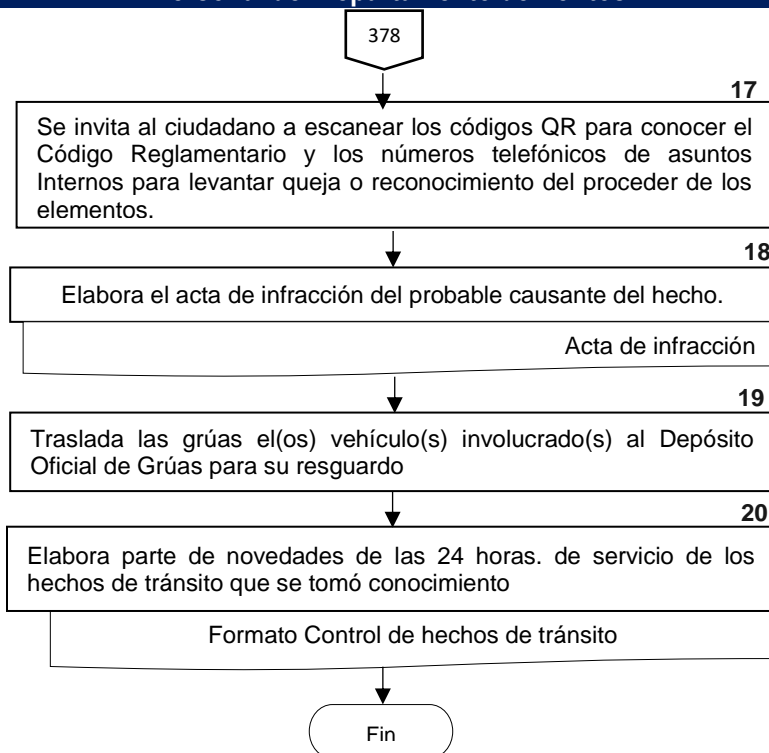 378
17
Se invita al ciudadano a escanear los códigos QR para conocer el
Código Reglamentario y los números telefónicos de asuntos
Internos para levantar queja o reconocimiento del proceder de los
elementos.
18
Elabora el acta de infracción del probable causante del hecho.
Acta de infracción
19
Traslada las grúas el(os) vehículo(s) involucrado(s) al Depósito
Oficial de Grúas para su resguardo
20
Elabora parte de novedades de las 24 horas. de servicio de los
hechos de tránsito que se tomó conocimiento
Formato Control de hechos de tránsito
Fin